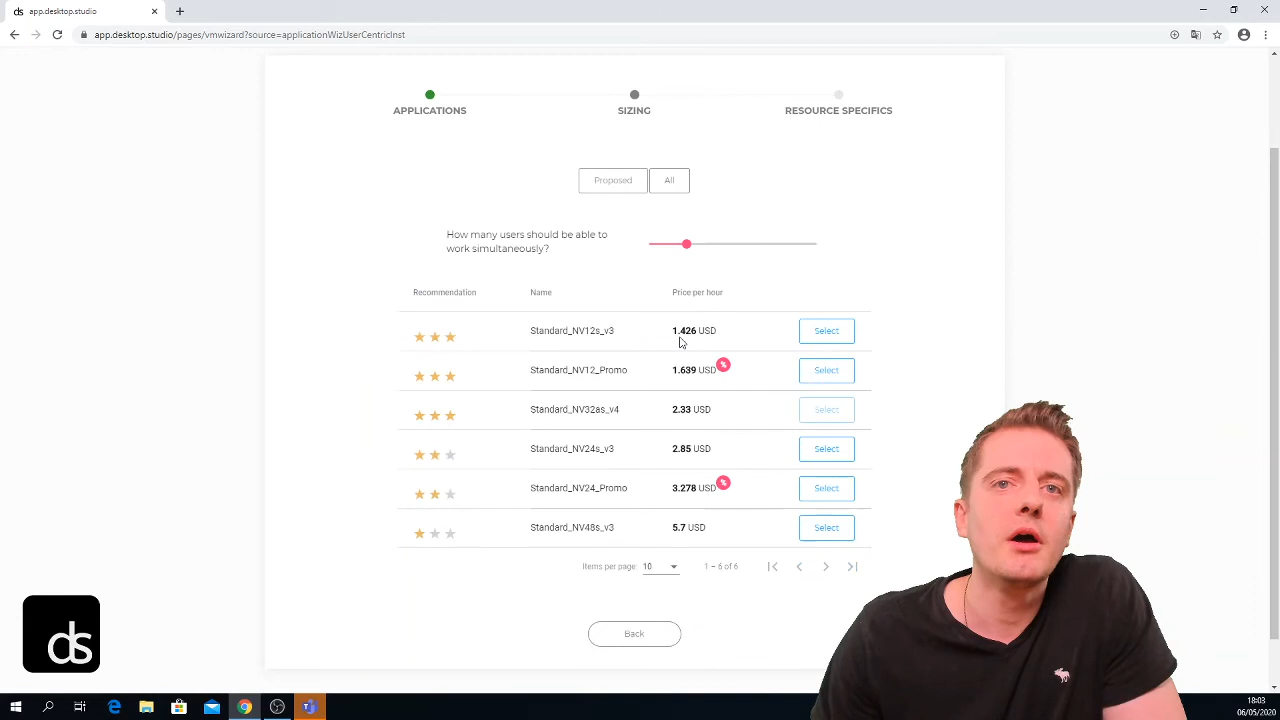 ds
app.desktop.studio
app.desktop.studio/pages/vmwizard?source=applicationWizUserCentricInst
APPLICATIONS
SIZING
RESOURCE SPECIFICS
Proposed
All
How many users should be able to
work simultaneously?
Recommendation
Name
Price per hour
Standard_NV12s_v3
1.426 USD
Select
Standard_NV12_Promo
1.639 USD
%
Select
Standard_NV32as_v4
2.33 USD
Select
Standard_NV24s_v3
2.85 USD
Select
Standard_NV24_Promo
3.278 USD
%
Select
Standard_NV48s_v3
5.7 USD
Select
Items per page:
10
1 – 6 of 6
Back
ds
18:03
06/05/2020